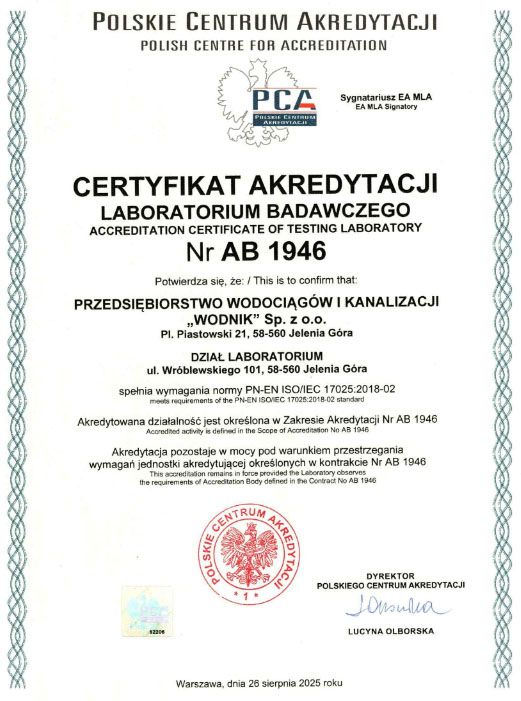 POLSKIE CENTRUM AKREDYTACJI
POLISH CENTRE FOR ACCREDITATION
PCA
POLSKIE CENTRUM
AKREDYTACJI
Sygnatariusz EA MLA
EA MLA Signatory
CERTYFIKAT AKREDYTACJI
LABORATORIUM BADAWCZEGO
ACCREDITATION CERTIFICATE OF TESTING LABORATORY
Nr AB 1946
Potwierdza się, że: / This is to confirm that:
PRZEDSIĘBIORSTWO WODOCIĄGÓW I KANALIZACJI
„WODNIK” Sp. z o.o.
Pl. Piastowski 21, 58-560 Jelenia Góra
DZIAŁ LABORATORIUM
ul. Wróblewskiego 101, 58-560 Jelenia Góra
spełnia wymagania normy PN-EN ISO/IEC 17025:2018-02
meets requirements of the PN-EN ISO/IEC 17025:2018-02 standard
Akredytowana działalność jest określona w Zakresie Akredytacji Nr AB 1946
Accredited activity is defined in the Scope of Accreditation No AB 1946
Akredytacja pozostaje w mocy pod warunkiem przestrzegania
wymagań jednostki akredytującej określonych w kontrakcie Nr AB 1946
This accreditation remains in force provided the Laboratory observes
the requirements of Accreditation Body defined in the Contract No AB 1946
POLSKIE CENTRUM AKREDYTACJI
* 1 *
DYREKTOR
POLSKIEGO CENTRUM AKREDYTACJI
LUCYNA OLBORSKA
52206
Warszawa, dnia 26 sierpnia 2025 roku